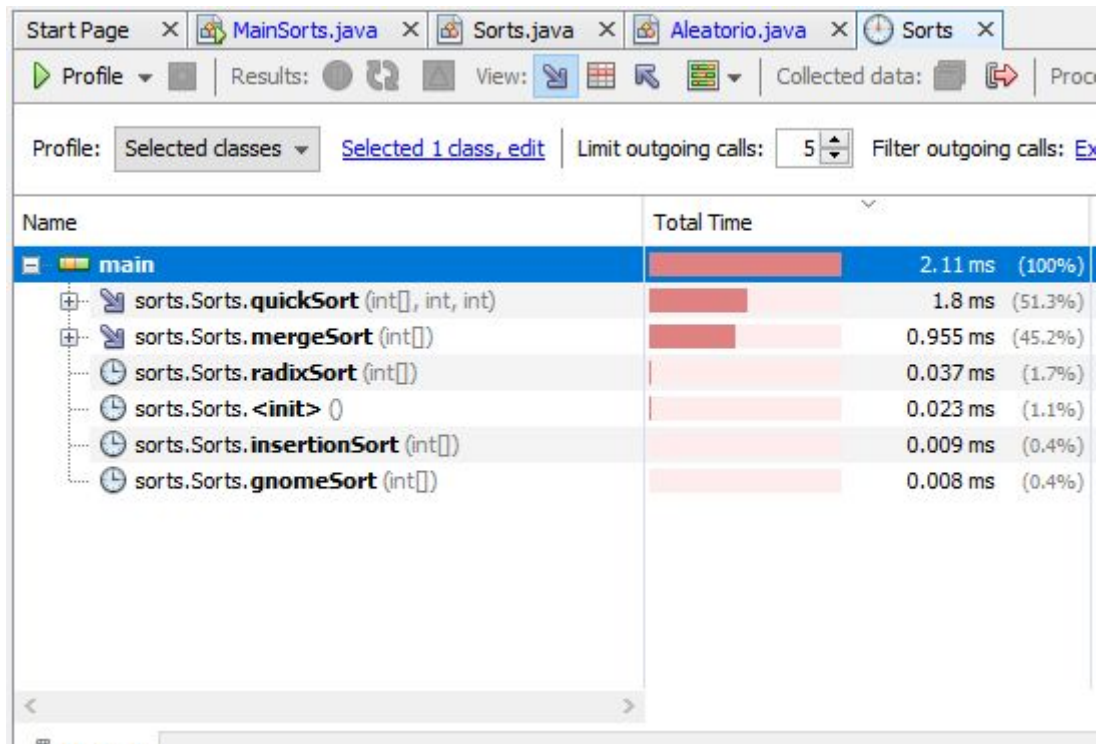 Start Page MainSorts.java Sorts.java Aleatorio.java Sorts
Profile Results: View: Collected data:
Profile: Selected classes Selected 1 class, edit Limit outgoing calls: 5 Filter outgoing calls:
Name Total Time
main 2.11 ms (100%)
sorts.Sorts.quickSort (int[], int, int) 1.8 ms (51.3%)
sorts.Sorts.mergeSort (int[]) 0.955 ms (45.2%)
sorts.Sorts.radixSort (int[]) 0.037 ms (1.7%)
sorts.Sorts.<init> () 0.023 ms (1.1%)
sorts.Sorts.insertionSort (int[]) 0.009 ms (0.4%)
sorts.Sorts.gnomeSort (int[]) 0.008 ms (0.4%)